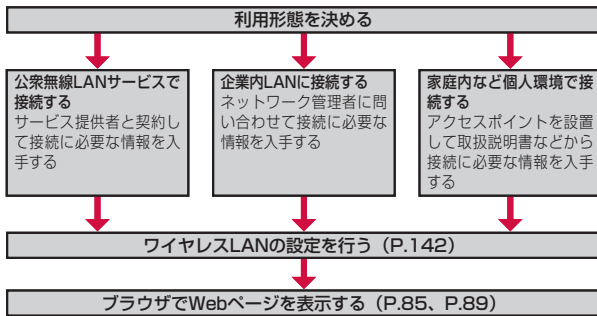 利用形態を決める
公衆無線LANサービスで
接続する
サービス提供者と契約し
て接続に必要な情報を入
手する
企業内LANに接続する
ネットワーク管理者に問
い合わせて接続に必要な
情報を入手する
家庭内など個人環境で接
続する
アクセスポイントを設置
して取扱説明書などから
接続に必要な情報を入手
する
ワイヤレスLANの設定を行う（P.142）
ブラウザでWebページを表示する（P.85、P.89）